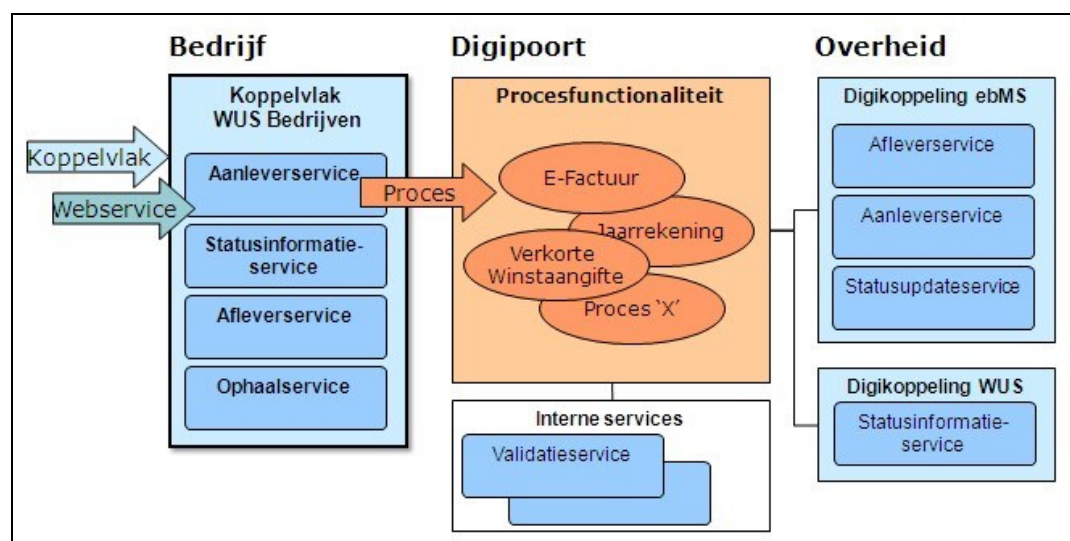 Bedrijf
Digipoort
Overheid
Koppelvlak
WUS Bedrijven
Koppelvlak
Webservice
Aanleverservice
Statusinformatie-
service
Afleverservice
Ophaalservice
Proces
Procesfunctionaliteit
E-Factuur
Jaarrekening
Verkorte
Winstaangifte
Proces ‘X’
Interne services
Validatieservice
Digikoppeling ebMS
Afleverservice
Aanleverservice
Statusupdateservice
Digikoppeling WUS
Statusinformatie-
service